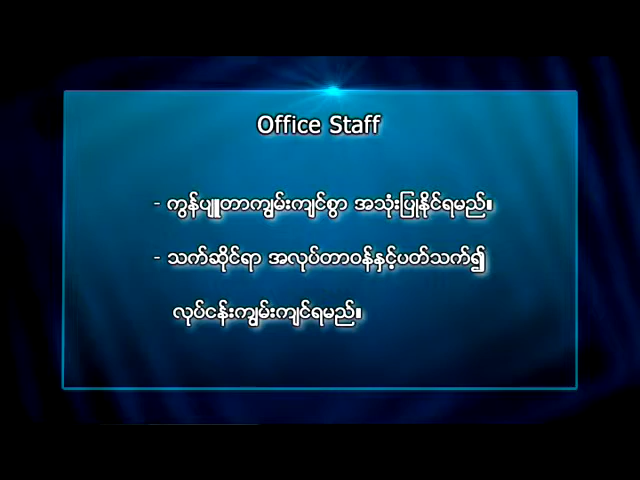 Office Staff
- ကွန်ပျူတာကျွမ်းကျင်စွာ အသုံးပြုနိုင်ရမည်။
- သက်ဆိုင်ရာ အလုပ်တာဝန်နှင့်ပတ်သက်၍
လုပ်ငန်းကျွမ်းကျင်ရမည်။